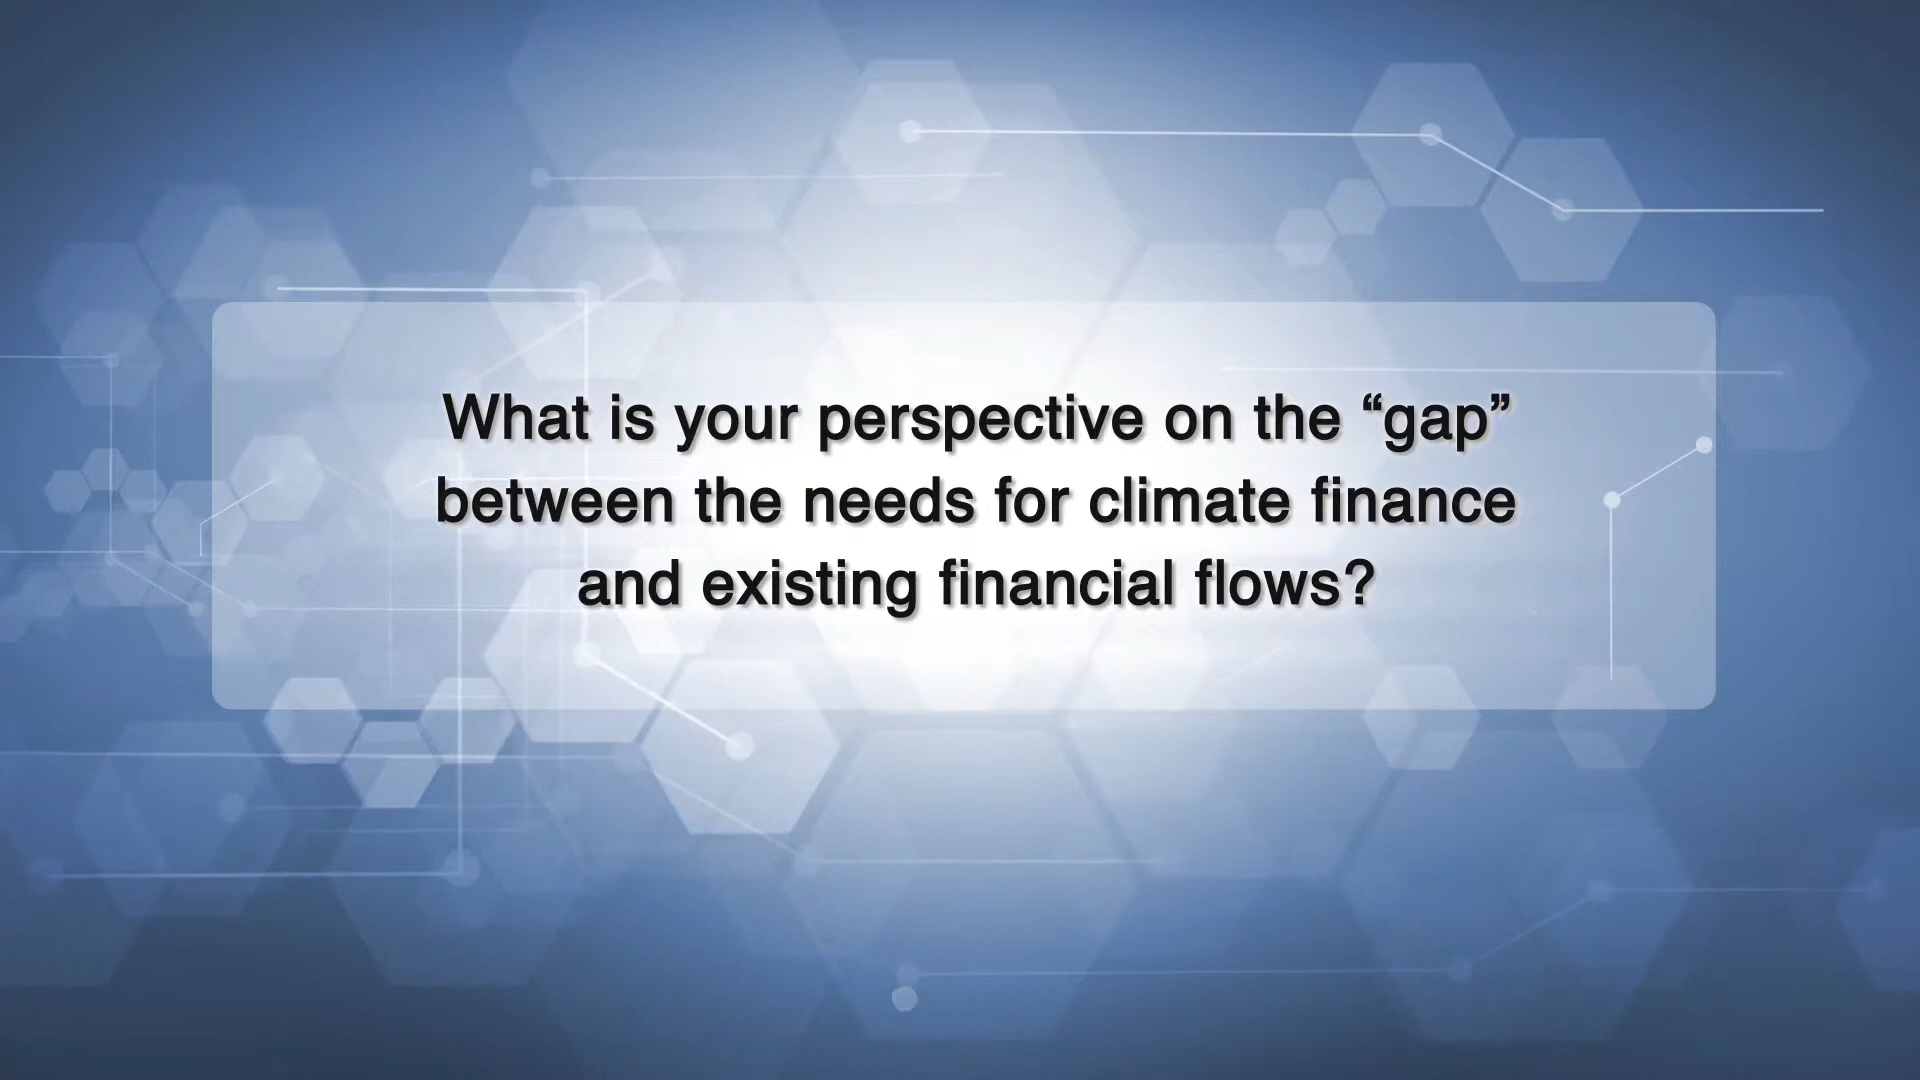 What is your perspective on the “gap”
between the needs for climate finance
and existing financial flows?